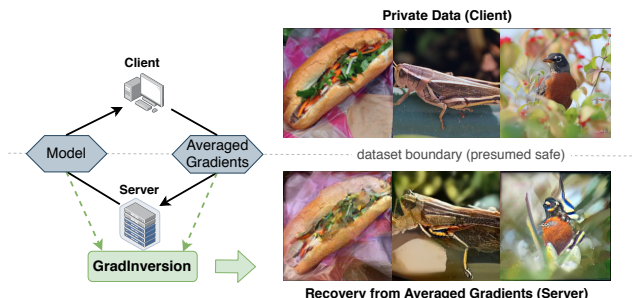 Private Data (Client)
Client
Model
Averaged
Gradients
dataset boundary (presumed safe)
Server
GradInversion
Recovery from Averaged Gradients (Server)